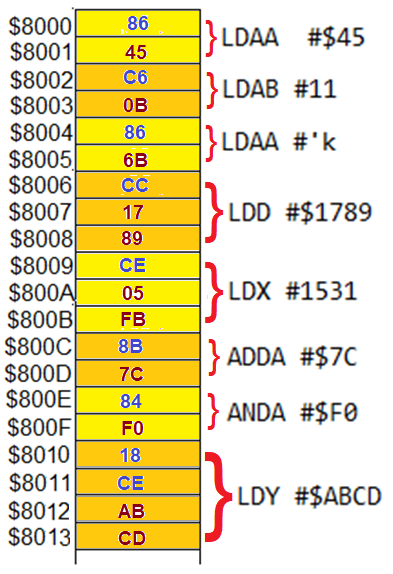 $8000 86
$8001 45 LDAA #$45
$8002 C6
$8003 0B LDAB #11
$8004 86
$8005 6B LDAA #'k
$8006 CC
$8007 17 LDD #$1789
$8008 89
$8009 CE
$800A 05 LDX #1531
$800B FB
$800C 8B
$800D 7C ADDA #$7C
$800E 84
$800F F0 ANDA #$F0
$8010 18
$8011 CE
$8012 AB LDY #$ABCD
$8013 CD